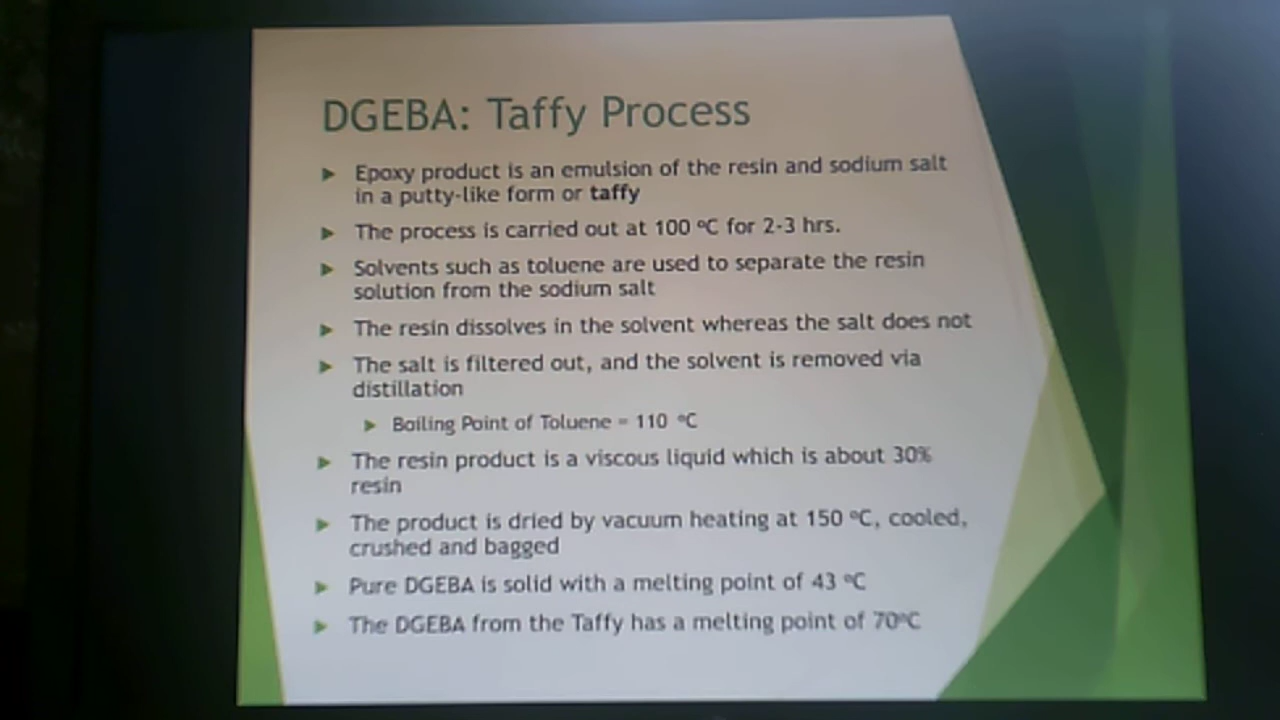 DGEBA: Taffy Process
Epoxy product is an emulsion of the resin and sodium salt
in a putty-like form or taffy
The process is carried out at 100 ºC for 2-3 hrs.
Solvents such as toluene are used to separate the resin
solution from the sodium salt
The resin dissolves in the solvent whereas the salt does not
The salt is filtered out, and the solvent is removed via
distillation
Boiling Point of Toluene = 110 ºC
The resin product is a viscous liquid which is about 30%
resin
The product is dried by vacuum heating at 150 ºC, cooled,
crushed and bagged
Pure DGEBA is solid with a melting point of 43 ºC
The DGEBA from the Taffy has a melting point of 70ºC